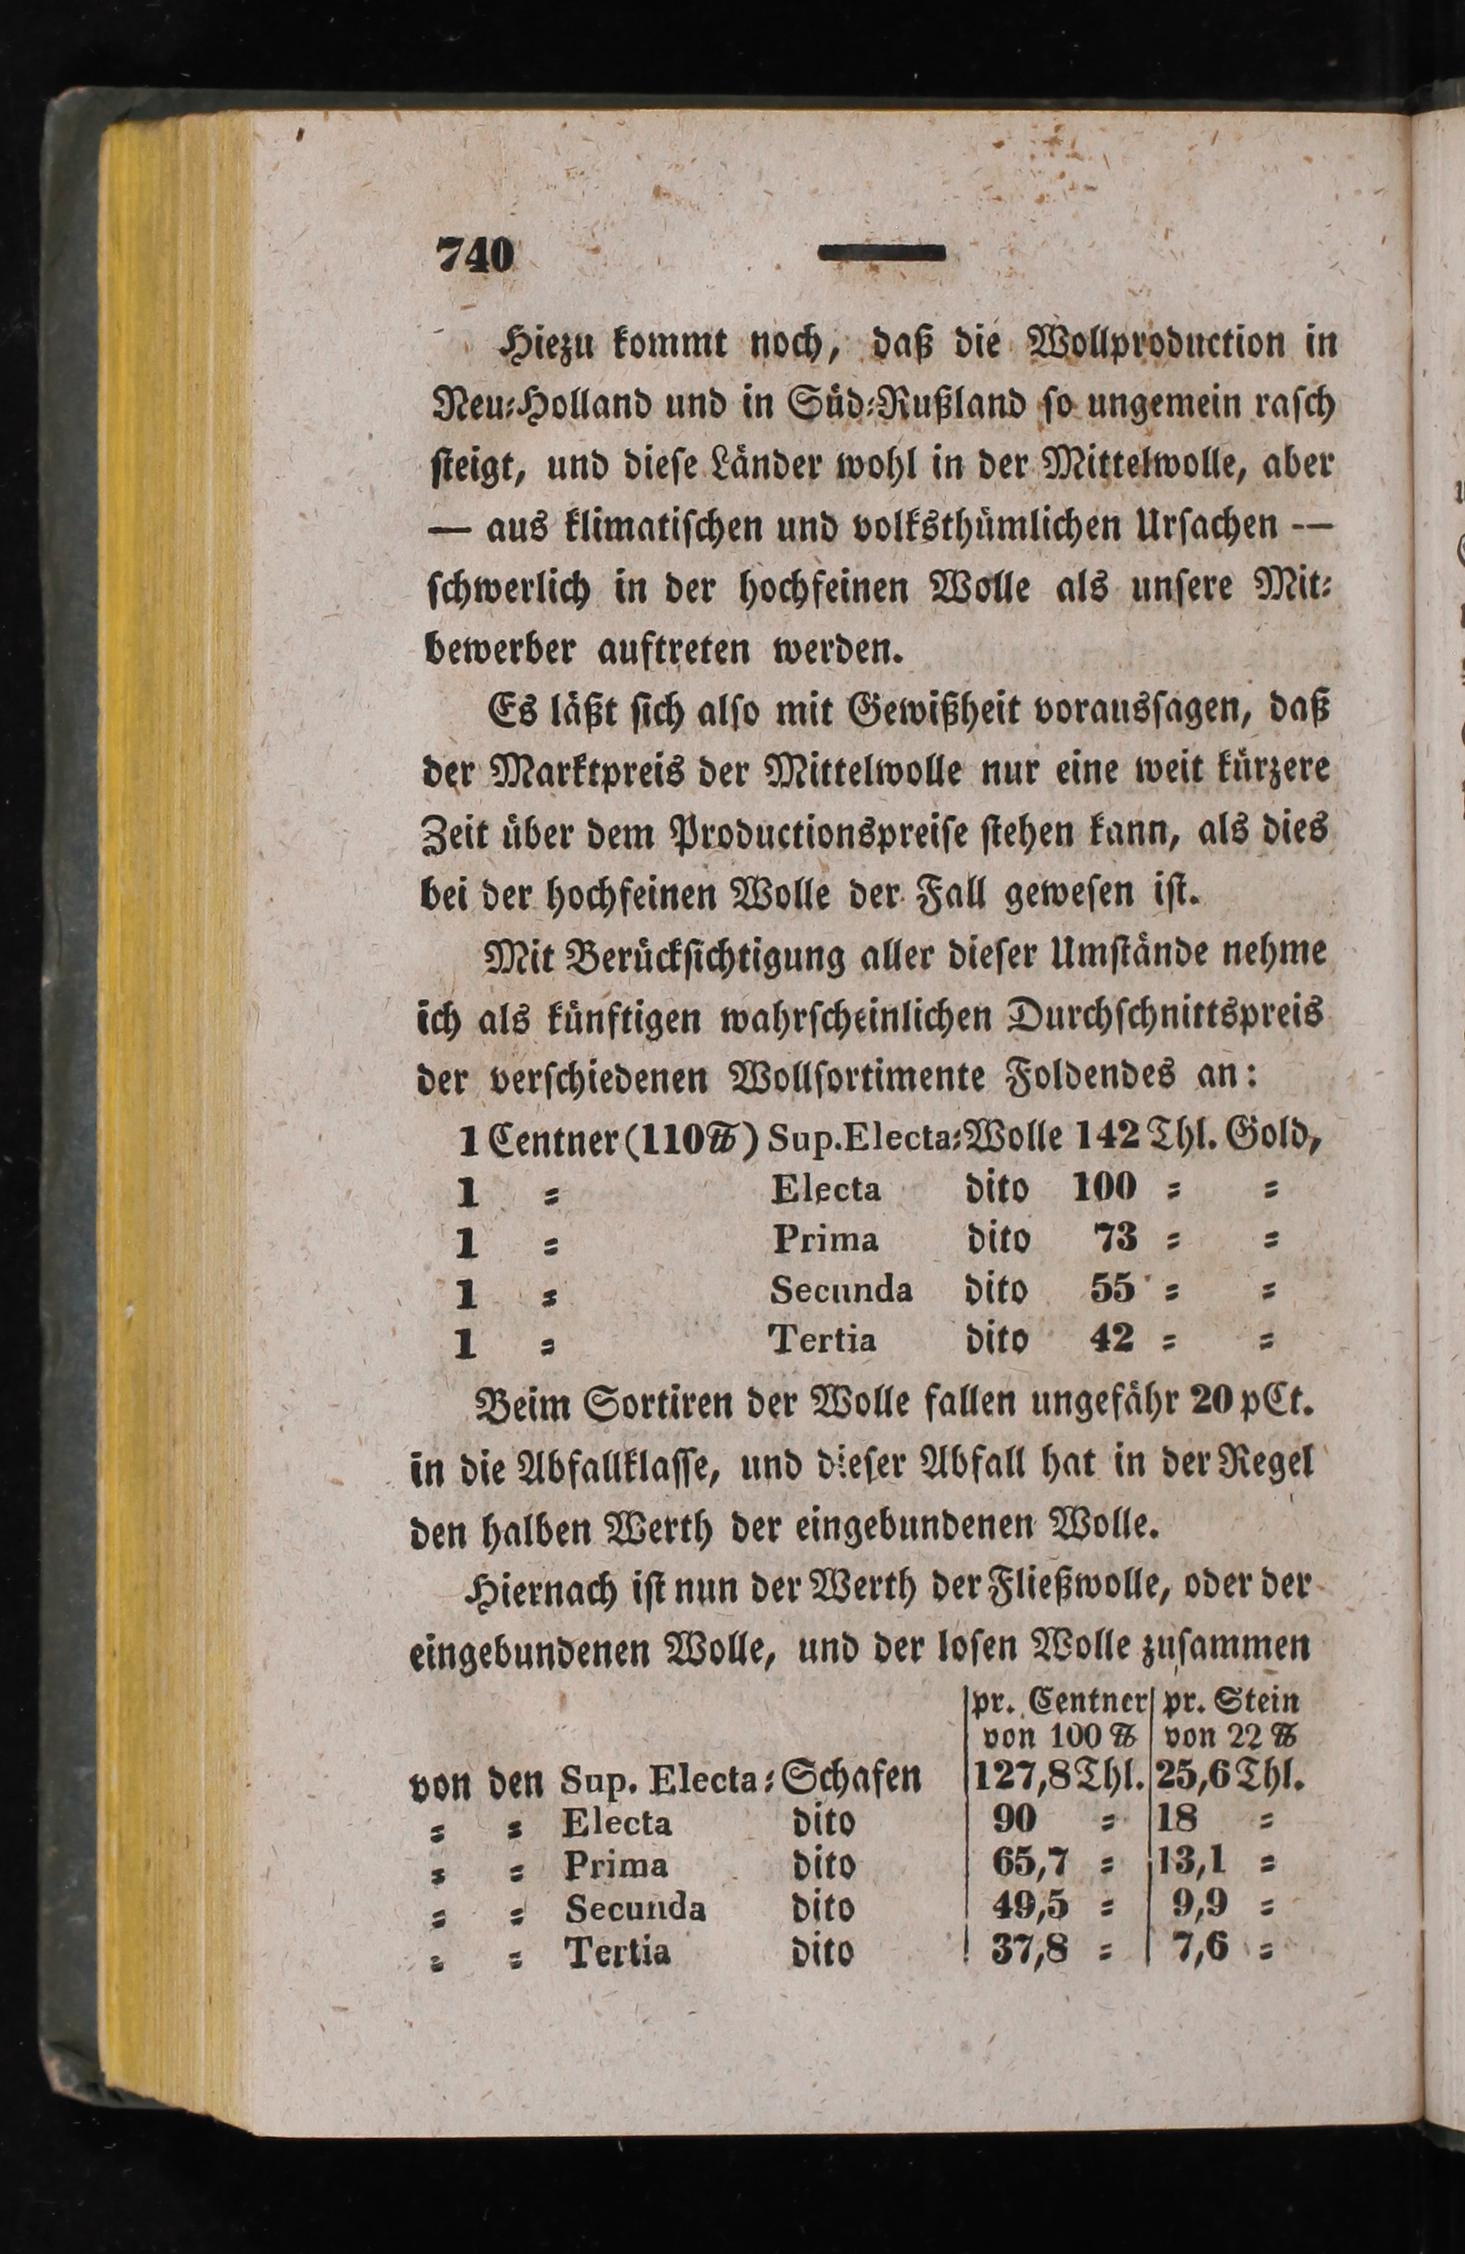 740
Hiezu kommt noch, daß die Wollproduction in
Neu-Holland und in Süd-Rußland so ungemein rasch
steigt, und diese Länder wohl in der Mittelwolle, aber
— aus klimatischen und volksthümlichen Ursachen —
schwerlich in der hochfeinen Wolle als unsere Mit-
bewerber auftreten werden.
Es läßt sich also mit Gewißheit voraussagen, daß
der Marktpreis der Mittelwolle nur eine weit kürzere
Zeit über dem Productionspreise stehen kann, als dies
bei der hochfeinen Wolle der Fall gewesen ist.
Mit Berücksichtigung aller dieser Umstände nehme
ich als künftigen wahrscheinlichen Durchschnittspreis
der verschiedenen Wollsortimente Foldendes an:
1 Centner (110 ℔) Sup. Electa-Wolle 142 Thl. Gold,
1 = Electa dito 100 = =
1 = Prima dito 73 = =
1 = Secunda dito 55 = =
1 = Tertia dito 42 = =
Beim Sortiren der Wolle fallen ungefähr 20 pCt.
in die Abfallklasse, und dieser Abfall hat in der Regel
den halben Werth der eingebundenen Wolle.
Hiernach ist nun der Werth der Fließwolle, oder der
eingebundenen Wolle, und der losen Wolle zusammen
pr. Centner pr. Stein
von 100 ℔ von 22 ℔
von den Sup. Electa-Schafen 127,8 Thl. 25,6 Thl.
= = Electa dito 90 = 18 =
= = Prima dito 65,7 = 13,1 =
= = Secunda dito 49,5 = 9,9 =
= = Tertia dito 37,8 = 7,6 =